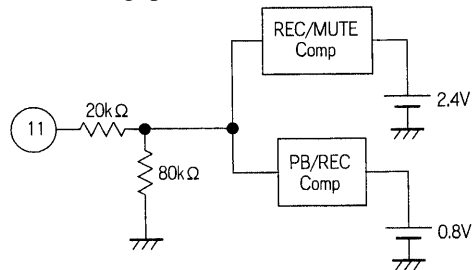 REC/MUTE
Comp
2.4V
20kΩ
11
80kΩ
PB/REC
Comp
0.8V